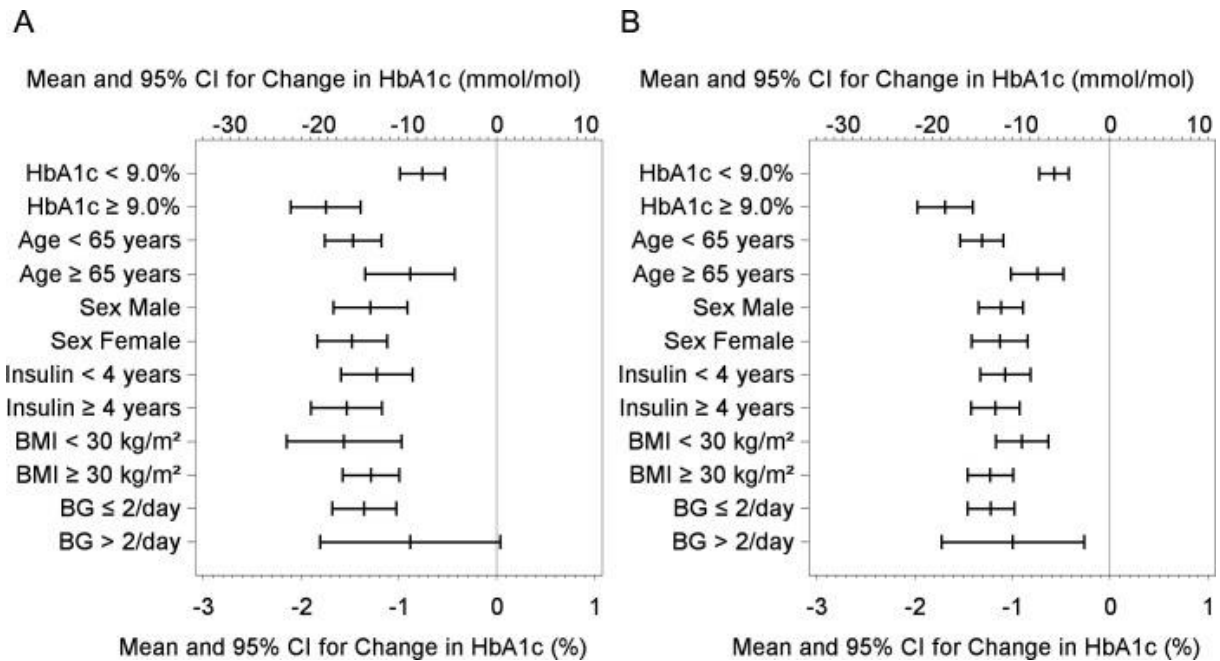 A
Mean and 95% CI for Change in HbA1c (mmol/mol)
-30 -20 -10 0 10
HbA1c < 9.0%
HbA1c ≥ 9.0%
Age < 65 years
Age ≥ 65 years
Sex Male
Sex Female
Insulin < 4 years
Insulin ≥ 4 years
BMI < 30 kg/m²
BMI ≥ 30 kg/m²
BG ≤ 2/day
BG > 2/day
-3 -2 -1 0 1
Mean and 95% CI for Change in HbA1c (%)
B
Mean and 95% CI for Change in HbA1c (mmol/mol)
-30 -20 -10 0 10
HbA1c < 9.0%
HbA1c ≥ 9.0%
Age < 65 years
Age ≥ 65 years
Sex Male
Sex Female
Insulin < 4 years
Insulin ≥ 4 years
BMI < 30 kg/m²
BMI ≥ 30 kg/m²
BG ≤ 2/day
BG > 2/day
-3 -2 -1 0 1
Mean and 95% CI for Change in HbA1c (%)